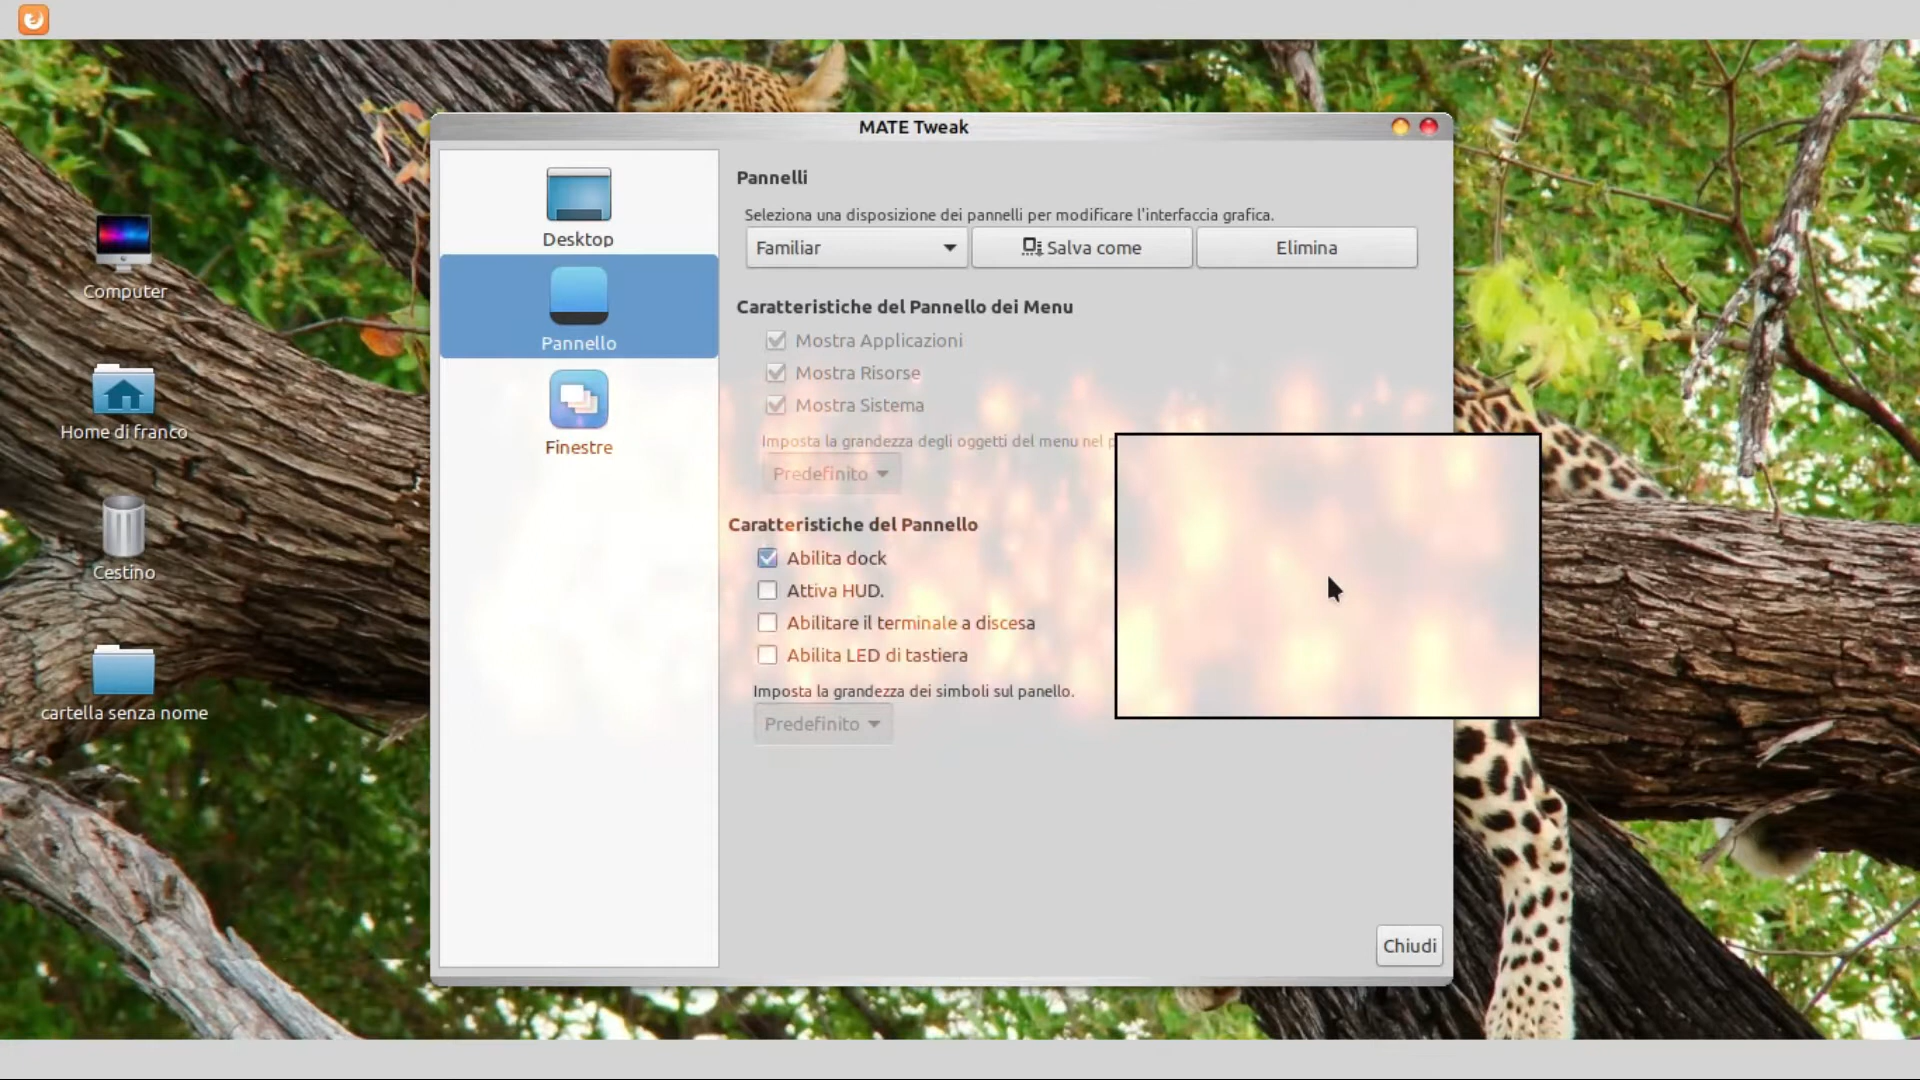 MATE Tweak
Computer
Home di franco
Cestino
cartella senza nome
Desktop
Pannello
Finestre
Pannelli
Seleziona una disposizione dei pannelli per modificare l'interfaccia grafica.
Familiar
Salva come
Elimina
Caratteristiche del Pannello dei Menu
Mostra Applicazioni
Mostra Risorse
Mostra Sistema
Imposta la grandezza degli oggetti del menu nel
Predefinito
Caratteristiche del Pannello
Abilita dock
Attiva HUD.
Abilitare il terminale a discesa
Abilita LED di tastiera
Imposta la grandezza dei simboli sul panello.
Predefinito
Chiudi